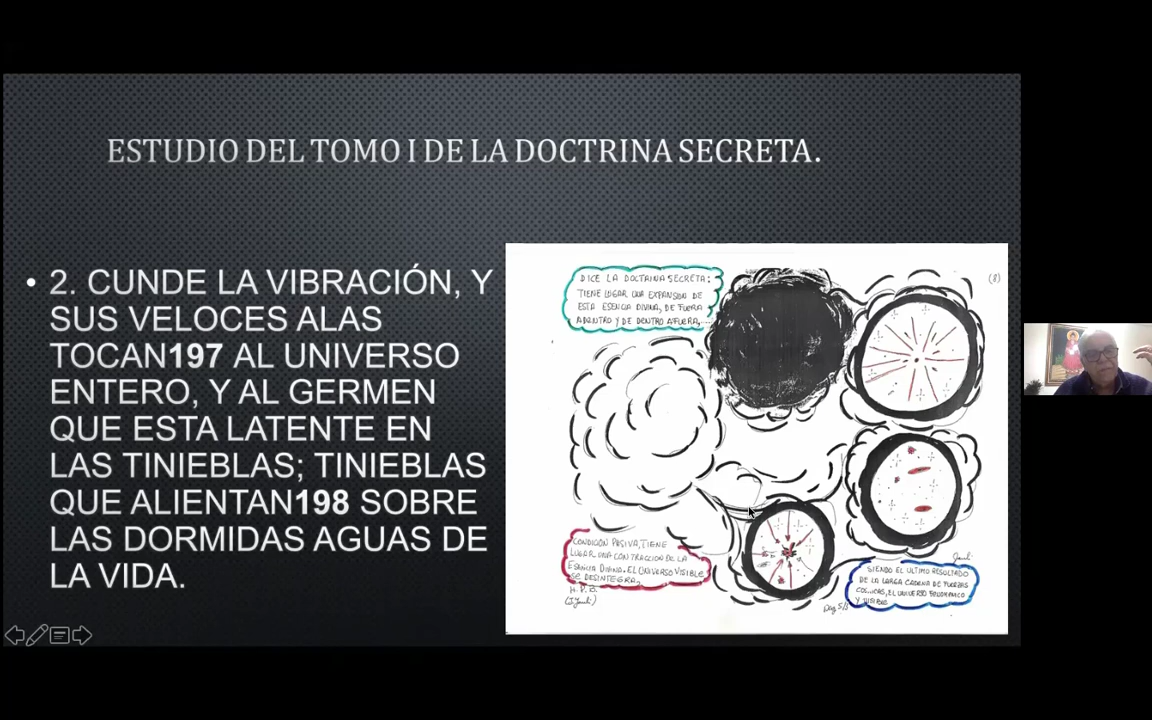 ESTUDIO DEL TOMO I DE LA DOCTRINA SECRETA.
• 2. CUNDE LA VIBRACIÓN, Y
SUS VELOCES ALAS
TOCAN197 AL UNIVERSO
ENTERO, Y AL GERMEN
QUE ESTA LATENTE EN
LAS TINIEBLAS; TINIEBLAS
QUE ALIENTAN198 SOBRE
LAS DORMIDAS AGUAS DE
LA VIDA.
DICE LA DOCTRINA SECRETA:
TIENE LUGAR UNA EXPANSION DE
ESTA ESENCIA DIVINA, DE FUERA
ADENTRO Y DE DENTRO AFUERA,....
(8)
CONDICIÓN PASIVA, TIENE
LUGAR UNA CONTRACCION DE LA
ESENCIA DIVINA. EL UNIVERSO VISIBLE
SE DESINTEGRA,
H. P. B.
SIENDO EL ULTIMO RESULTADO
DE LA LARGA CADENA DE FUERZAS
COSMICAS, EL UNIVERSO FENOMENICO
Y VISIBLE
Pag.